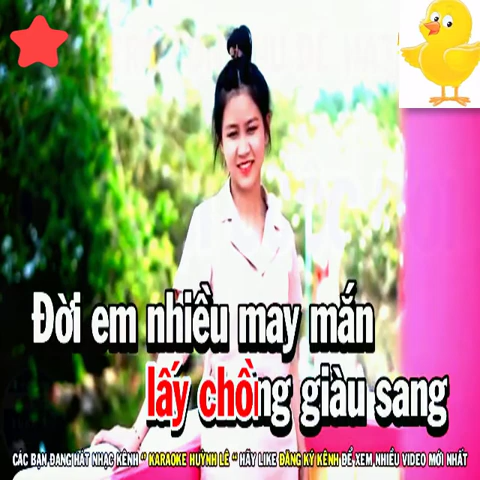 Đời em nhiều may mắn
lấy chồng giàu sang
CÁC BẠN ĐANG HÁT NHẠC KÊNH " KARAOKE HUỲNH LÊ " HÃY LIKE ĐĂNG KÝ KÊNH ĐỂ XEM NHIỀU VIDEO MỚI NHẤT